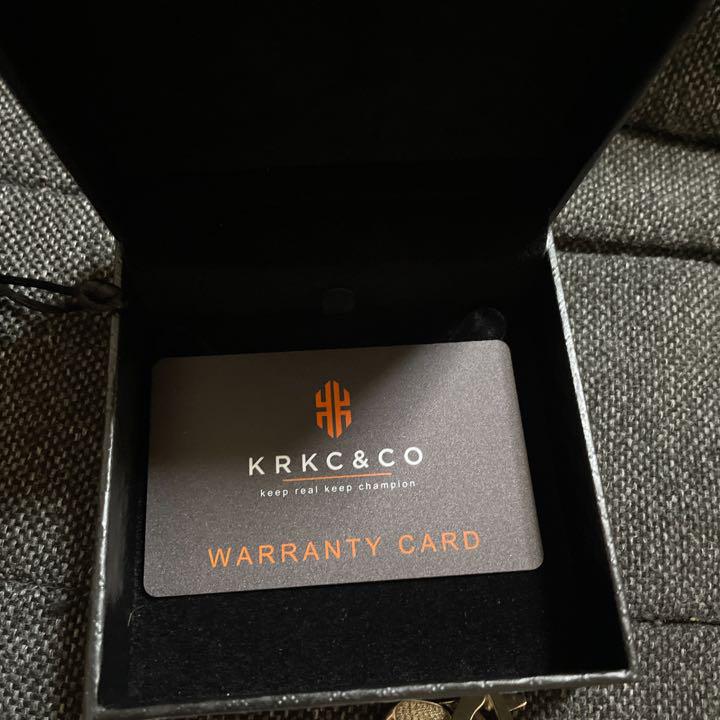 KRKC&CO
keep real keep champion
WARRANTY CARD